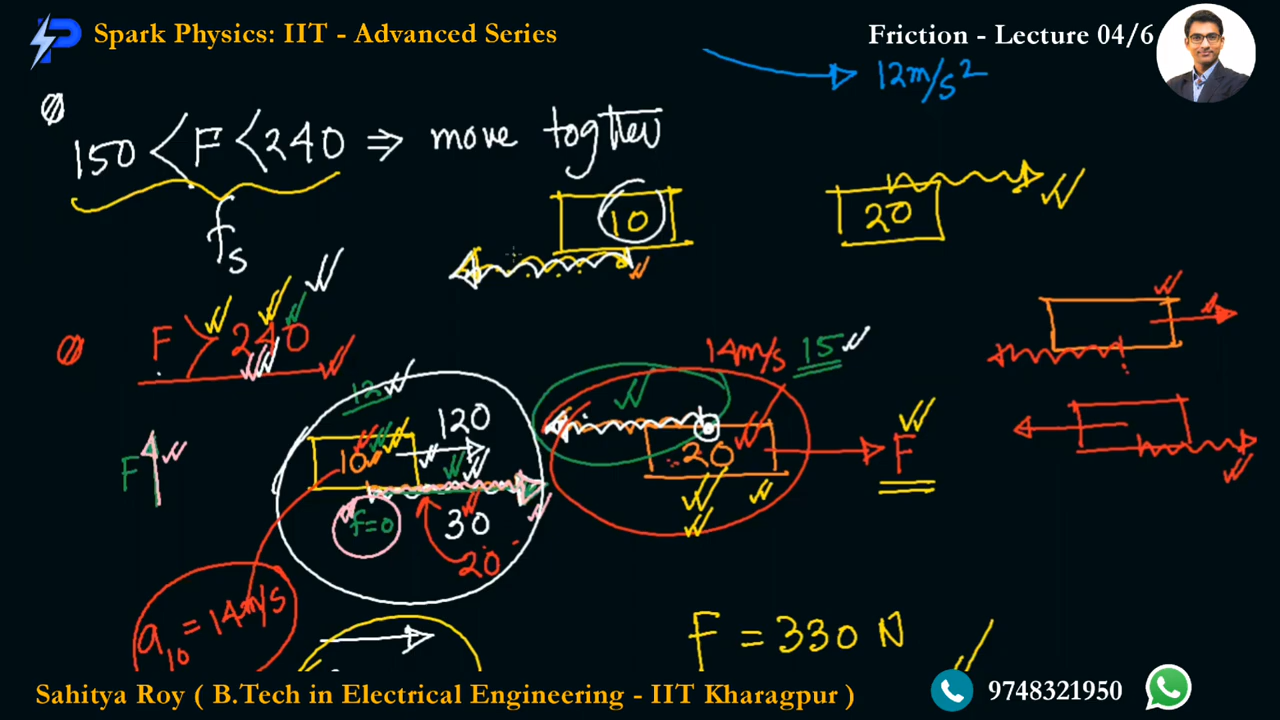 Spark Physics: IIT - Advanced Series
Friction - Lecture 04/6
12m/s²
150 < F < 240 ⇒ move togther
fs
10
20
F > 240
14m/s 15
12
120
10
20
F
F
f=0
30
20
a10 = 14m/s
F = 330 N
Sahitya Roy ( B.Tech in Electrical Engineering - IIT Kharagpur )
9748321950